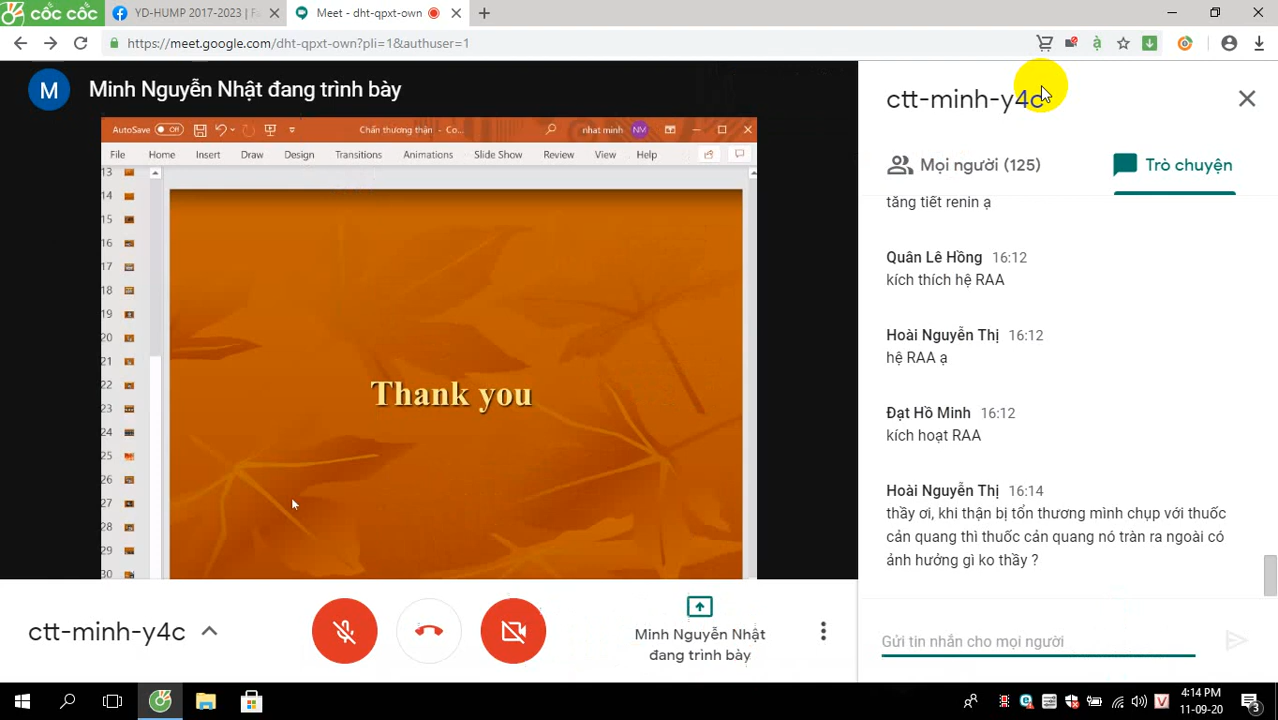 cốc cốc
YD-HUMP 2017-2023 | Fa
Meet - dht-qpxt-own
https://meet.google.com/dht-qpxt-own?pli=1&authuser=1
M
Minh Nguyễn Nhật đang trình bày
AutoSave Off
Chấn thương thận - Co...
nhat minh
NM
File Home Insert Draw Design Transitions Animations Slide Show Review View Help
13
14
15
16
17
18
19
20
21
22
23
24
25
26
27
28
29
30
Thank you
ctt-minh-y4c
Mọi người (125)
Trò chuyện
tăng tiết renin ạ
Quân Lê Hồng 16:12
kích thích hệ RAA
Hoài Nguyễn Thị 16:12
hệ RAA ạ
Đạt Hồ Minh 16:12
kích hoạt RAA
Hoài Nguyễn Thị 16:14
thầy ơi, khi thận bị tổn thương mình chụp với thuốc
cản quang thì thuốc cản quang nó tràn ra ngoài có
ảnh hưởng gì ko thầy ?
Gửi tin nhắn cho mọi người
ctt-minh-y4c
Minh Nguyễn Nhật
đang trình bày
V
4:14 PM
11-09-20
3